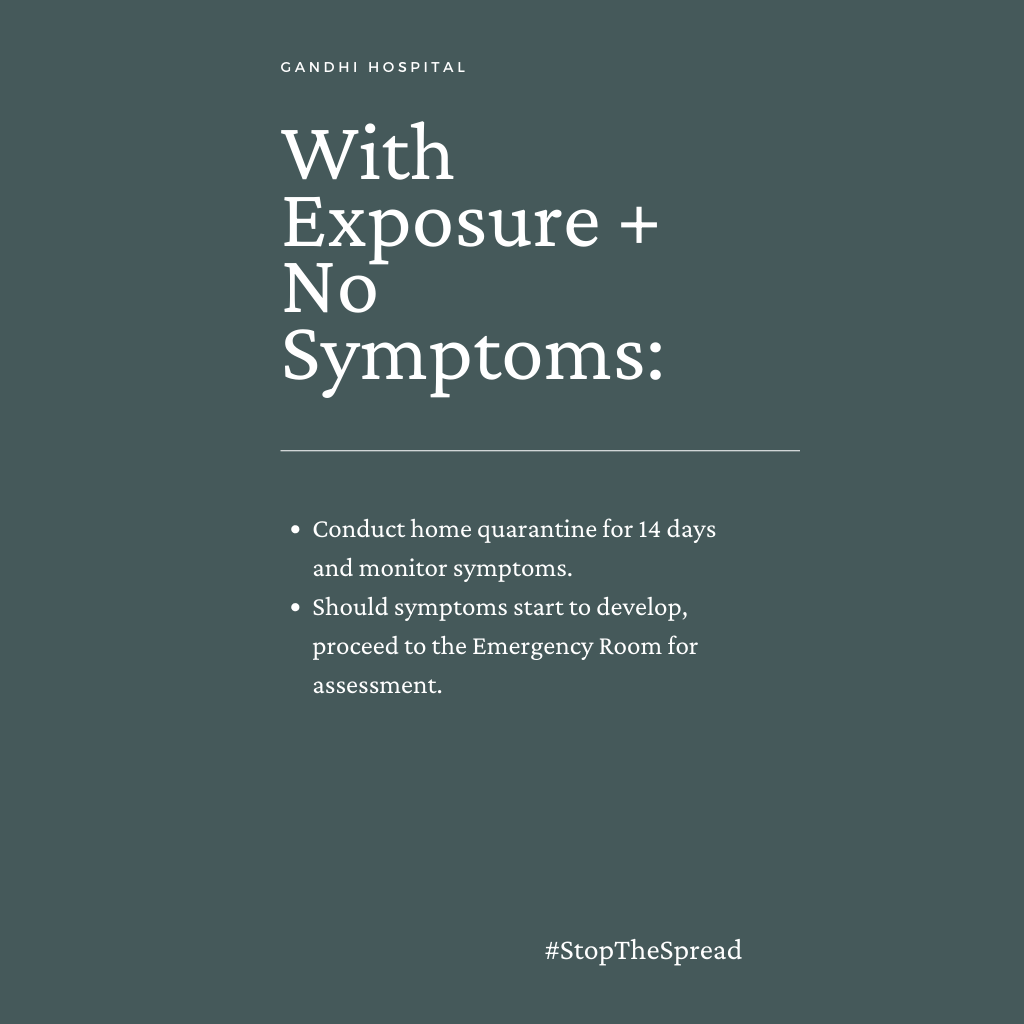 GANDHI HOSPITAL
With
Exposure +
No
Symptoms:
• Conduct home quarantine for 14 days
and monitor symptoms.
• Should symptoms start to develop,
proceed to the Emergency Room for
assessment.
#StopTheSpread